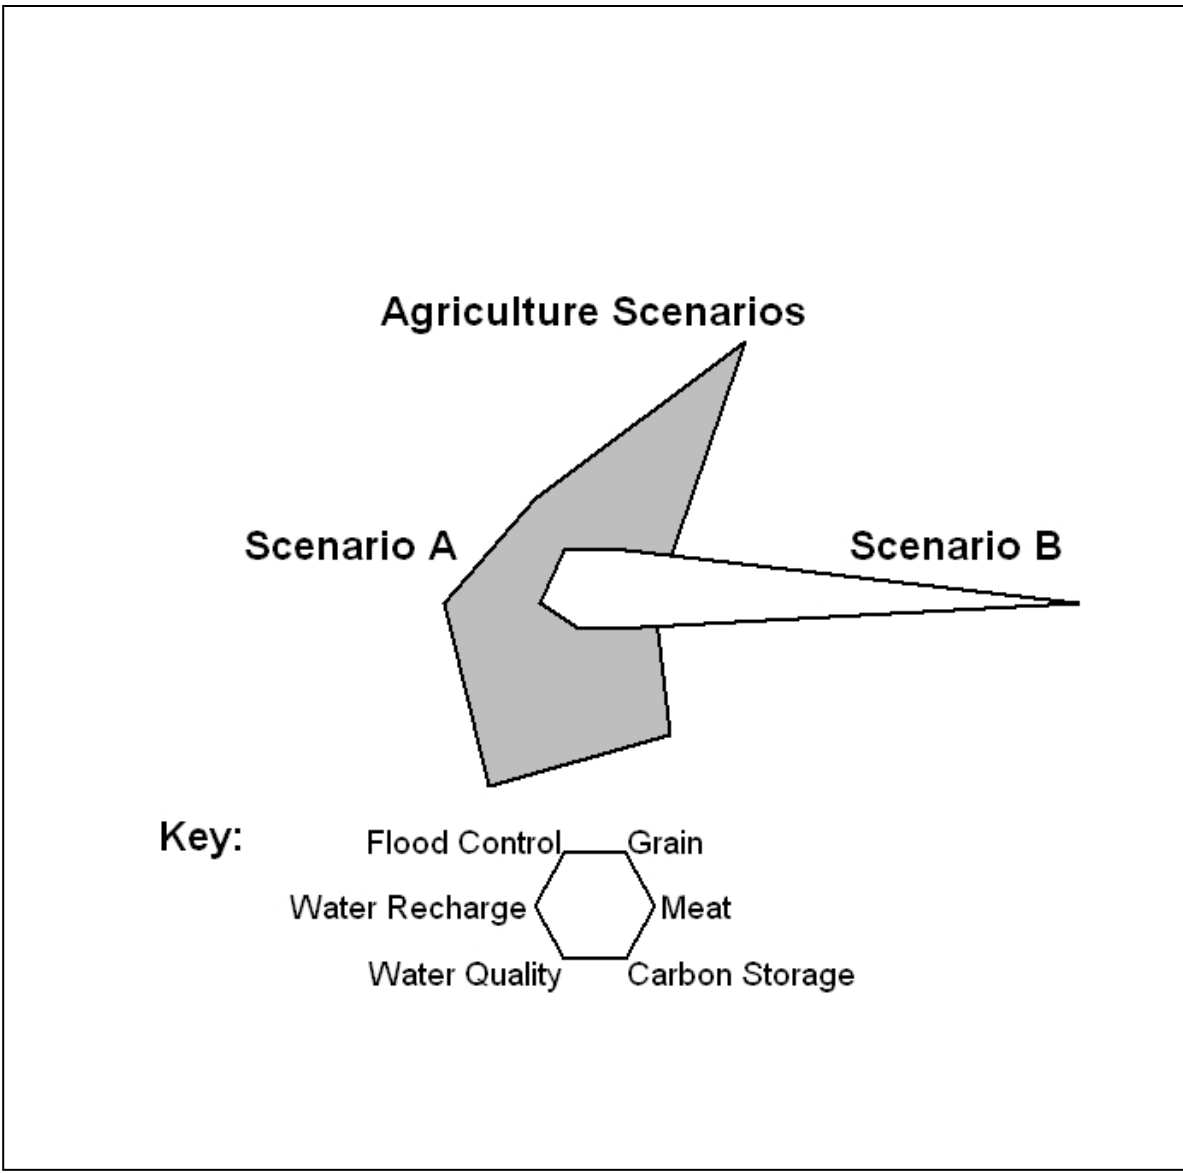 Agriculture Scenarios
Scenario A
Scenario B
Key:
Flood Control
Grain
Water Recharge
Meat
Water Quality
Carbon Storage